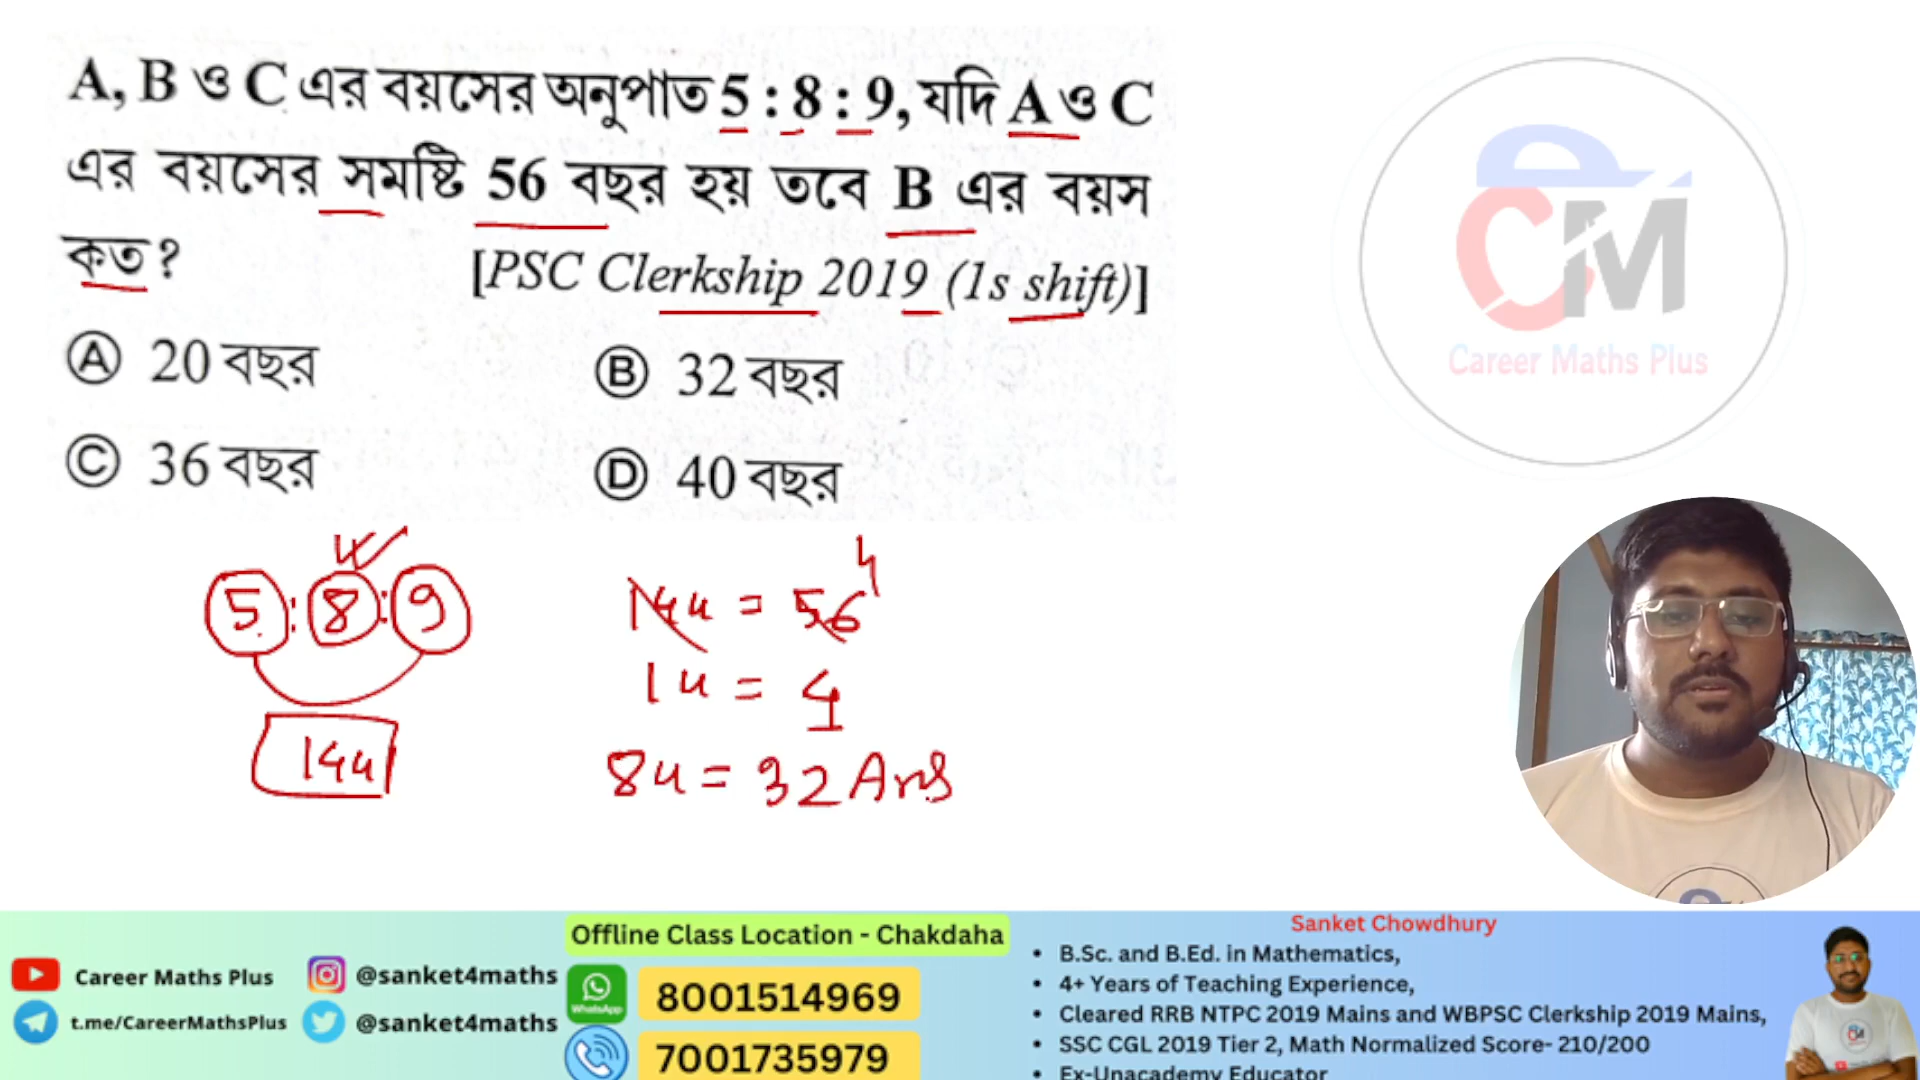 A, B ও C এর বয়সের অনুপাত 5 : 8 : 9, যদি A ও C
এর বয়সের সমষ্টি 56 বছর হয় তবে B এর বয়স
কত ?
[PSC Clerkship 2019 (1s shift)]
Ⓐ 20 বছর
Ⓑ 32 বছর
Ⓒ 36 বছর
Ⓓ 40 বছর
CM
Career Maths Plus
4
5 : 8 : 9
14u
14u = 56 4
1u = 4
8u = 32 Ans
Career Maths Plus
@sanket4maths
t.me/CareerMathsPlus
@sanket4maths
Offline Class Location - Chakdaha
WhatsApp
8001514969
7001735979
Sanket Chowdhury
• B.Sc. and B.Ed. in Mathematics,
• 4+ Years of Teaching Experience,
• Cleared RRB NTPC 2019 Mains and WBPSC Clerkship 2019 Mains,
• SSC CGL 2019 Tier 2, Math Normalized Score- 210/200
• Ex-Unacademy Educator